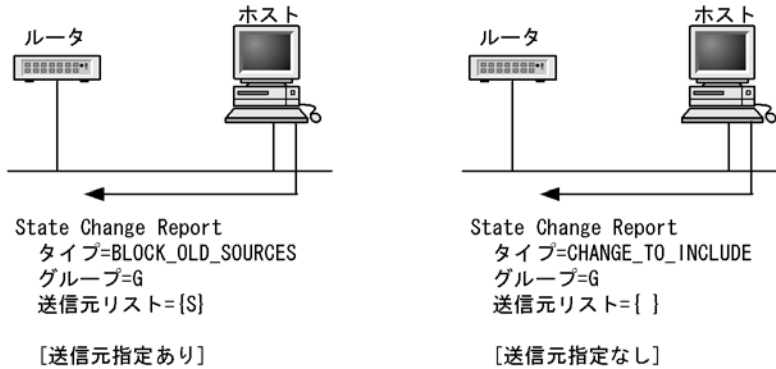 ルータ
ホスト
State Change Report
タイプ=BLOCK_OLD_SOURCES
グループ=G
送信元リスト={S}
[送信元指定あり]
ルータ
ホスト
State Change Report
タイプ=CHANGE_TO_INCLUDE
グループ=G
送信元リスト={ }
[送信元指定なし]